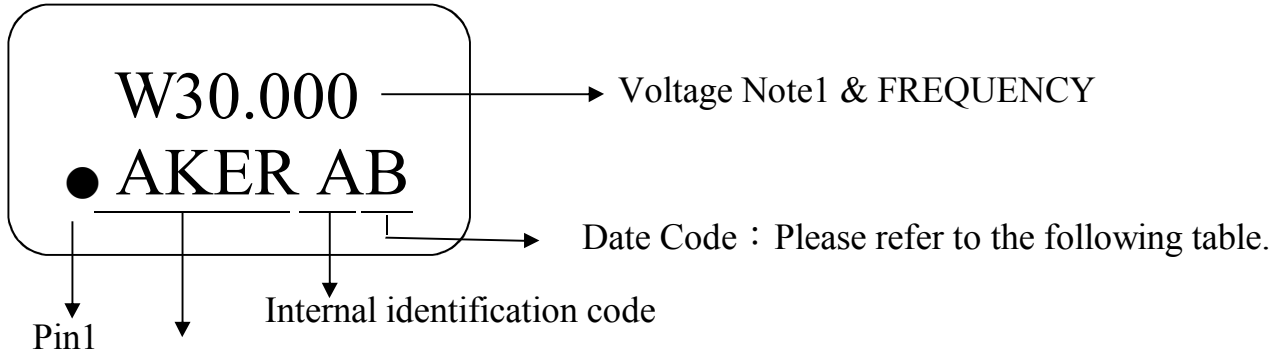 W30.000
Voltage Note1 & FREQUENCY
● AKER AB
Date Code：Please refer to the following table.
Internal identification code
Pin1